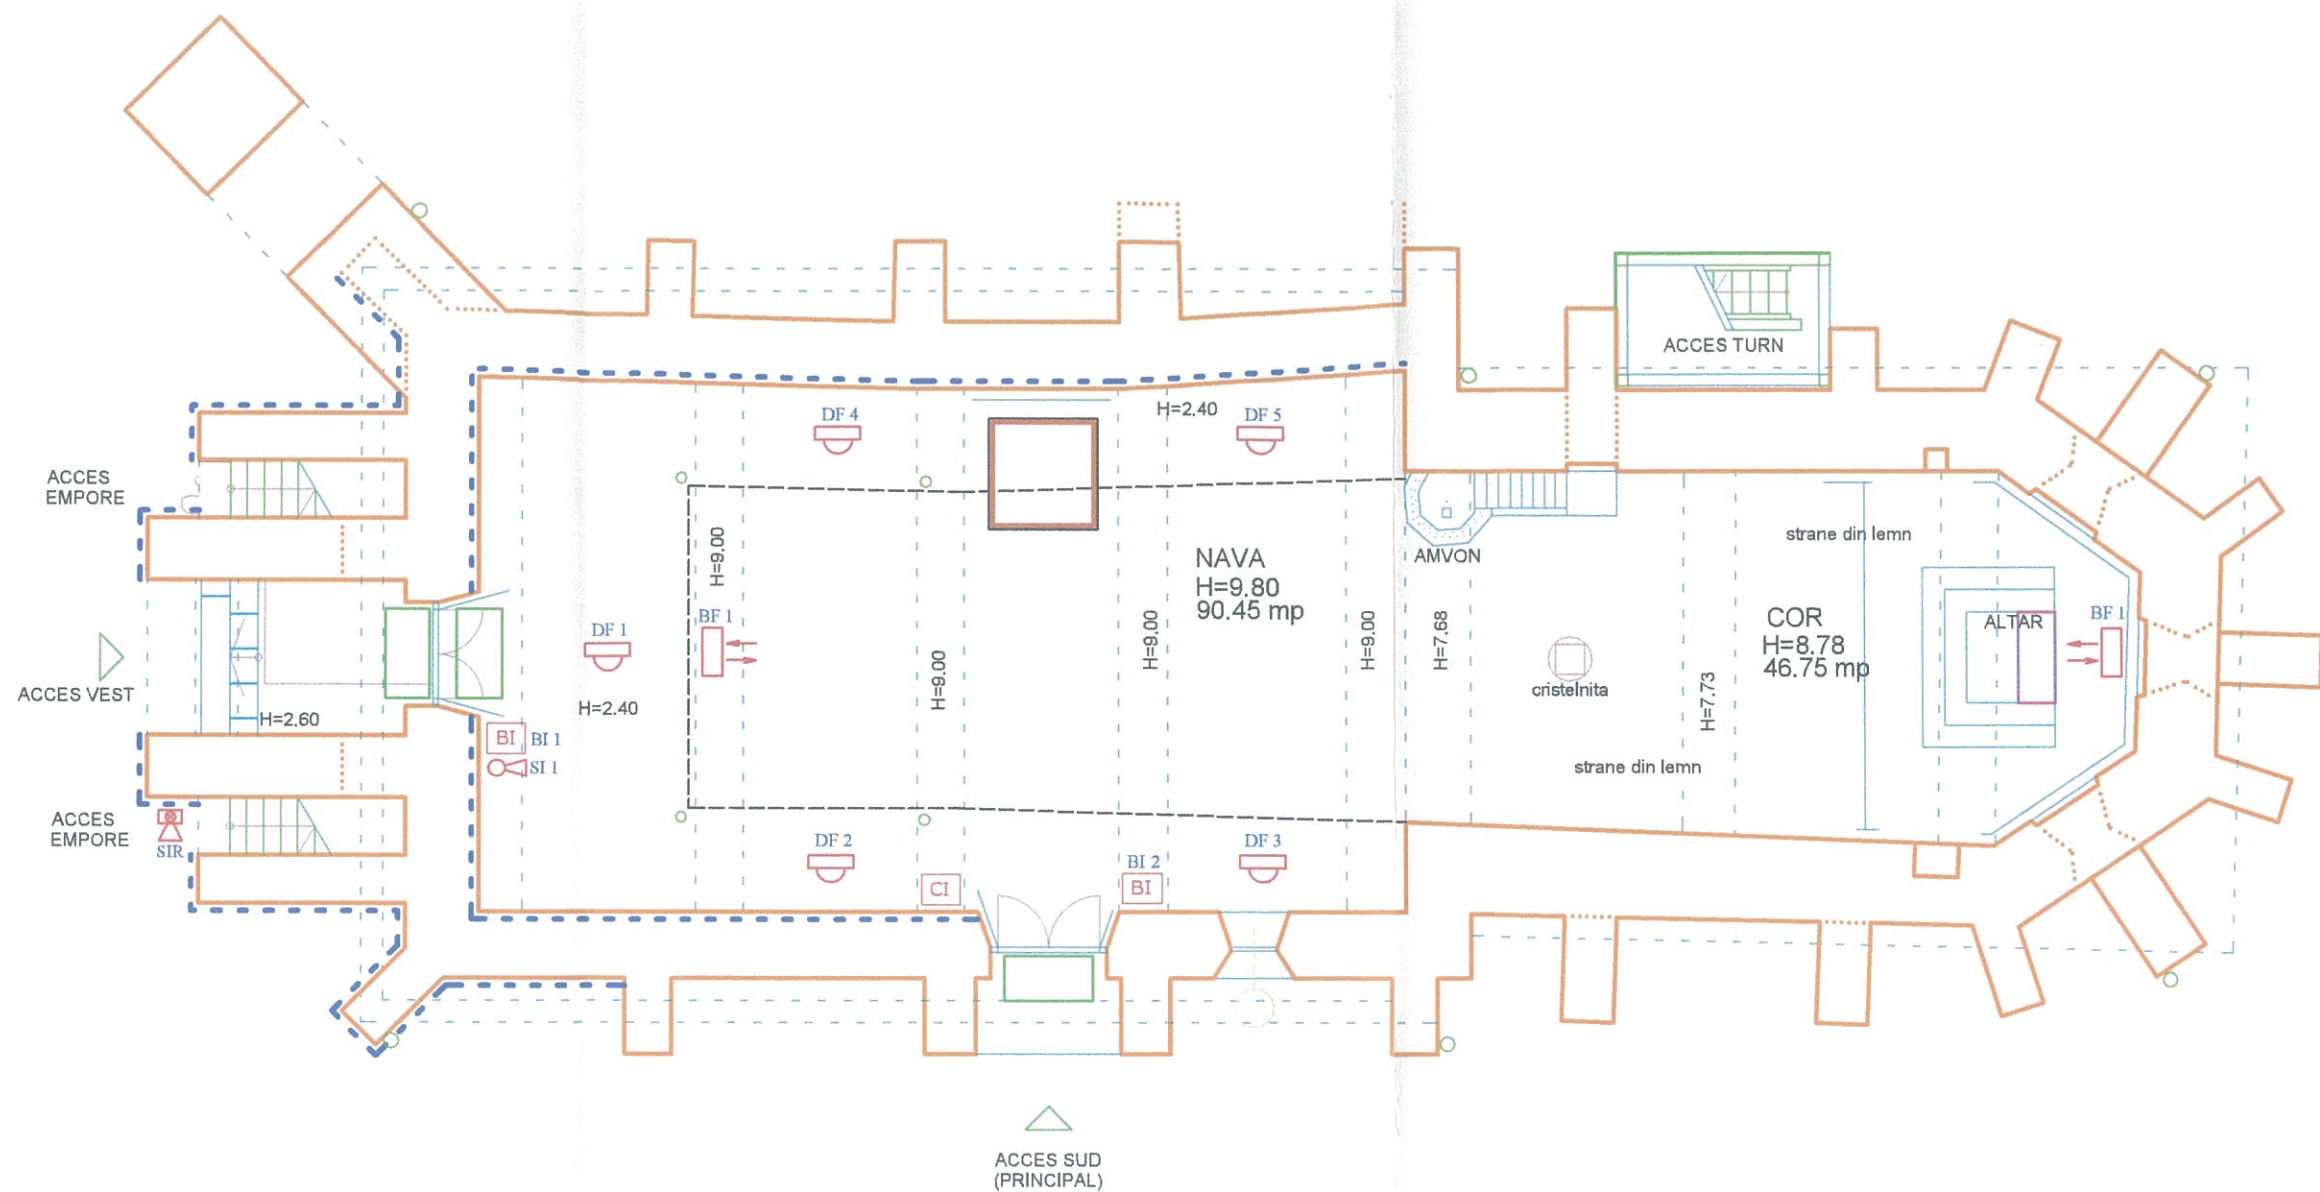 ACCES TURN
DF 4
H=2.40
DF 5
ACCES
EMPORE
H=9.00
NAVA
H=9.80
90.45 mp
AMVON
strane din lemn
DF 1
BF 1
H=9.00
H=9.00
H=9.00
H=7.68
COR
H=8.78
46.75 mp
ALTAR
BF 1
ACCES VEST
H=2.60
H=2.40
cristelnita
H=7.73
BI
BI 1
SI 1
strane din lemn
ACCES
EMPORE
SIR
DF 2
CI
BI 2
BI
DF 3
ACCES SUD
(PRINCIPAL)